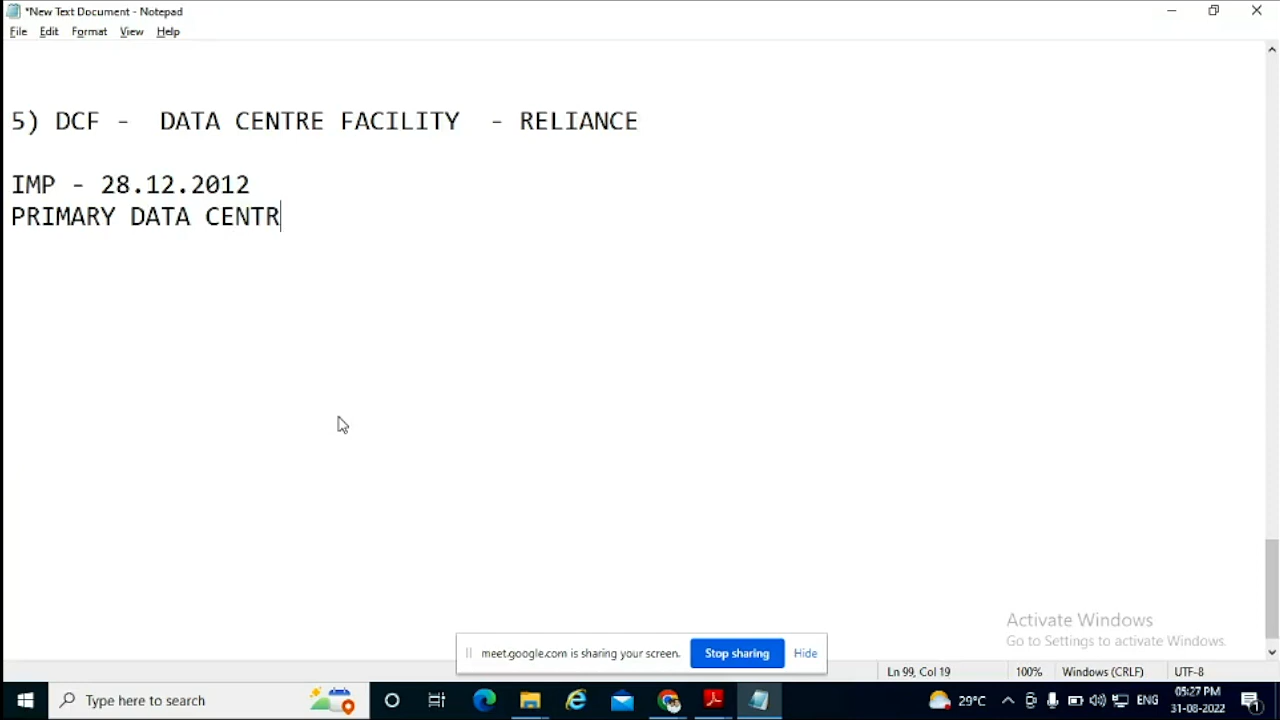 *New Text Document - Notepad
File Edit Format View Help
5) DCF -  DATA CENTRE FACILITY  - RELIANCE
IMP - 28.12.2012
PRIMARY DATA CENTR
Activate Windows
Go to Settings to activate Windows.
meet.google.com is sharing your screen. Stop sharing Hide
Ln 99, Col 19 100% Windows (CRLF) UTF-8
Type here to search 29°C ENG 05:27 PM
31-08-2022
1